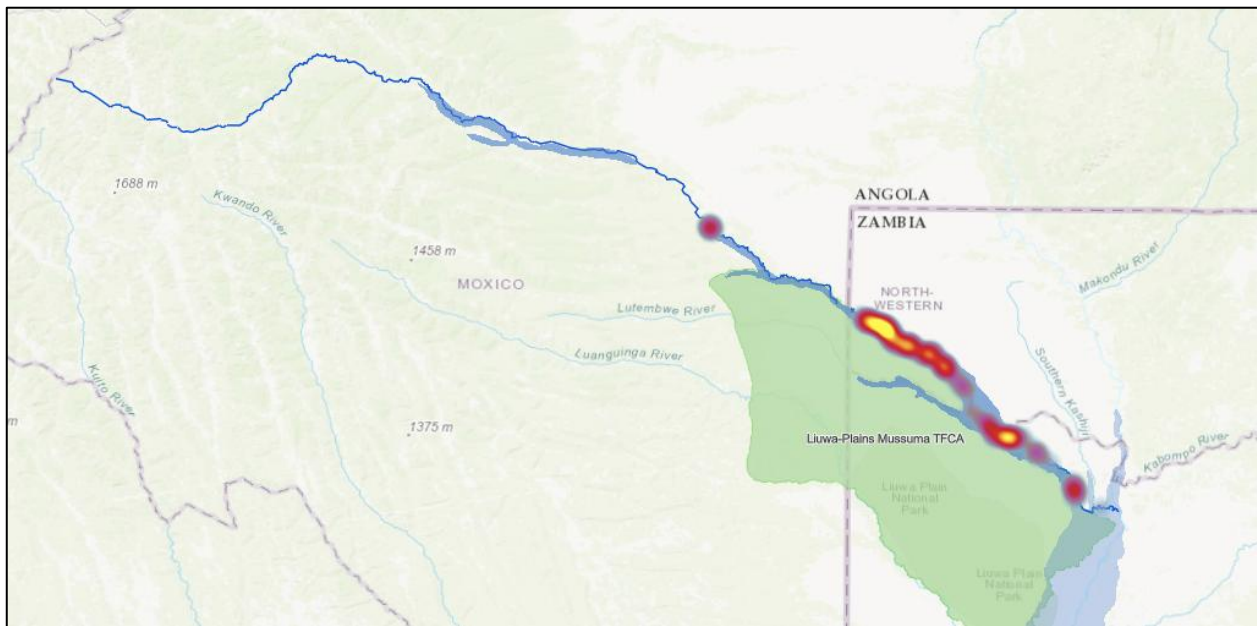 ANGOLA
ZAMBIA
1688 m
Kwando River
1458 m
MOXICO
NORTH-
WESTERN
Makondu River
Lutembwe River
Luanguinga River
Southern Kashiji
Kuito River
m
1375 m
Liuwa-Plains Mussuma TFCA
Kabompo River
Liuwa Plain
National
Park
Liuwa Plain
National
Park